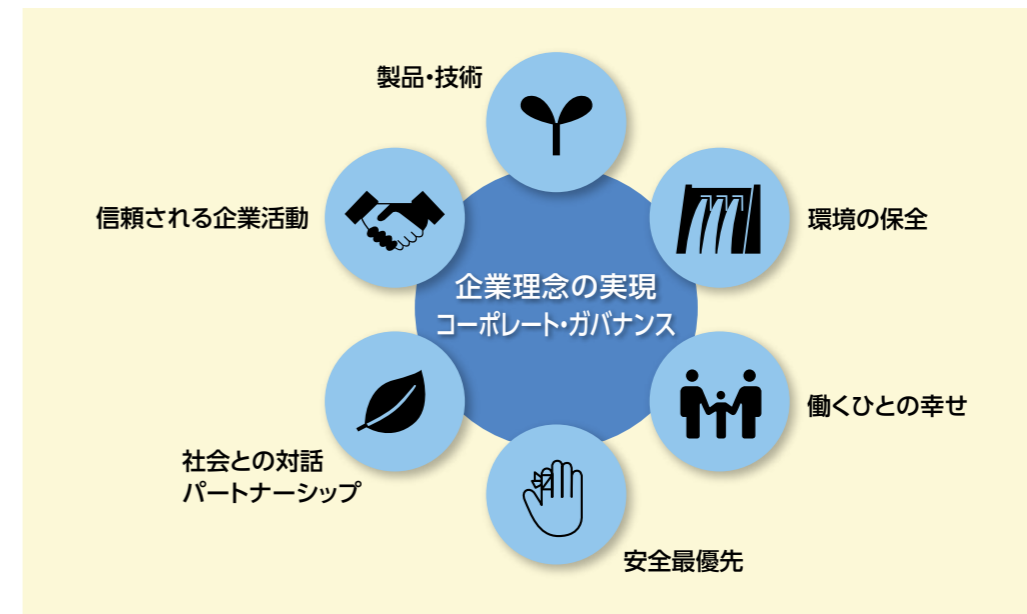 製品・技術
信頼される企業活動
環境の保全
企業理念の実現
コーポレート・ガバナンス
働くひとの幸せ
社会との対話
パートナーシップ
安全最優先